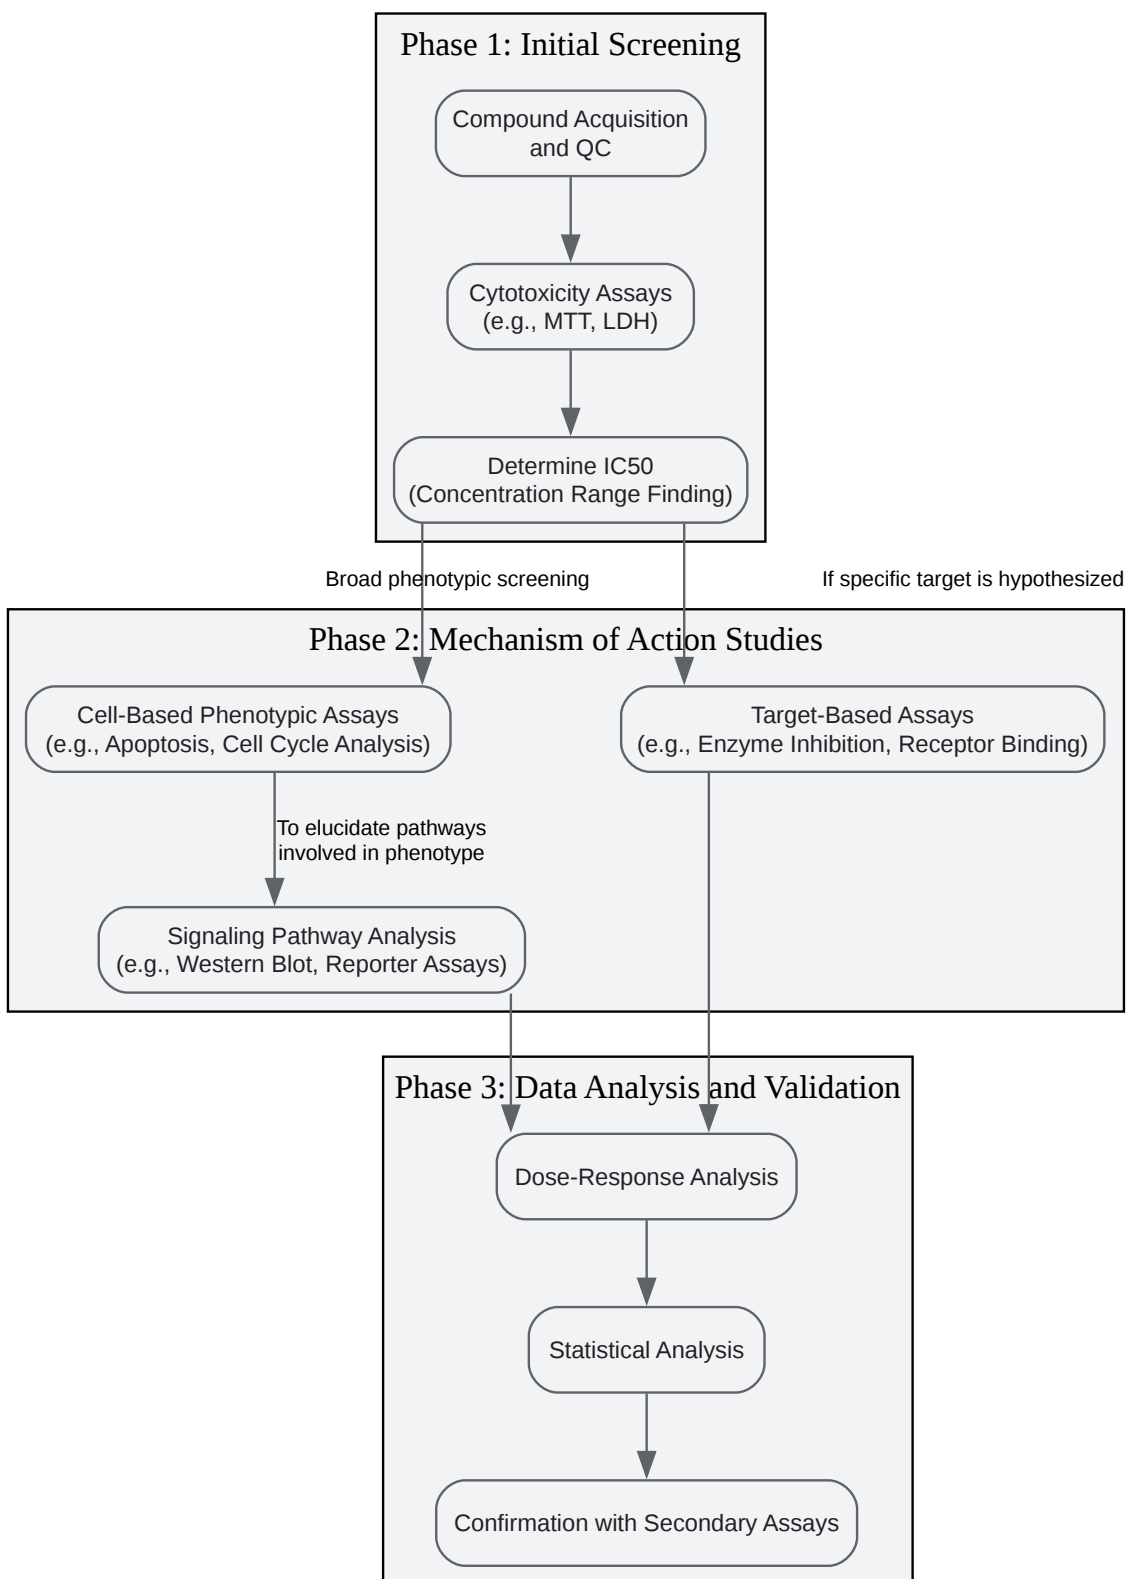 Phase 1: Initial Screening
Compound Acquisition
and QC
Cytotoxicity Assays
(e.g., MTT, LDH)
Determine IC50
(Concentration Range Finding)
Broad phenotypic screening
If specific target is hypothesized
Phase 2: Mechanism of Action Studies
Cell-Based Phenotypic Assays
(e.g., Apoptosis, Cell Cycle Analysis)
Target-Based Assays
(e.g., Enzyme Inhibition, Receptor Binding)
To elucidate pathways
involved in phenotype
Signaling Pathway Analysis
(e.g., Western Blot, Reporter Assays)
Phase 3: Data Analysis and Validation
Dose-Response Analysis
Statistical Analysis
Confirmation with Secondary Assays